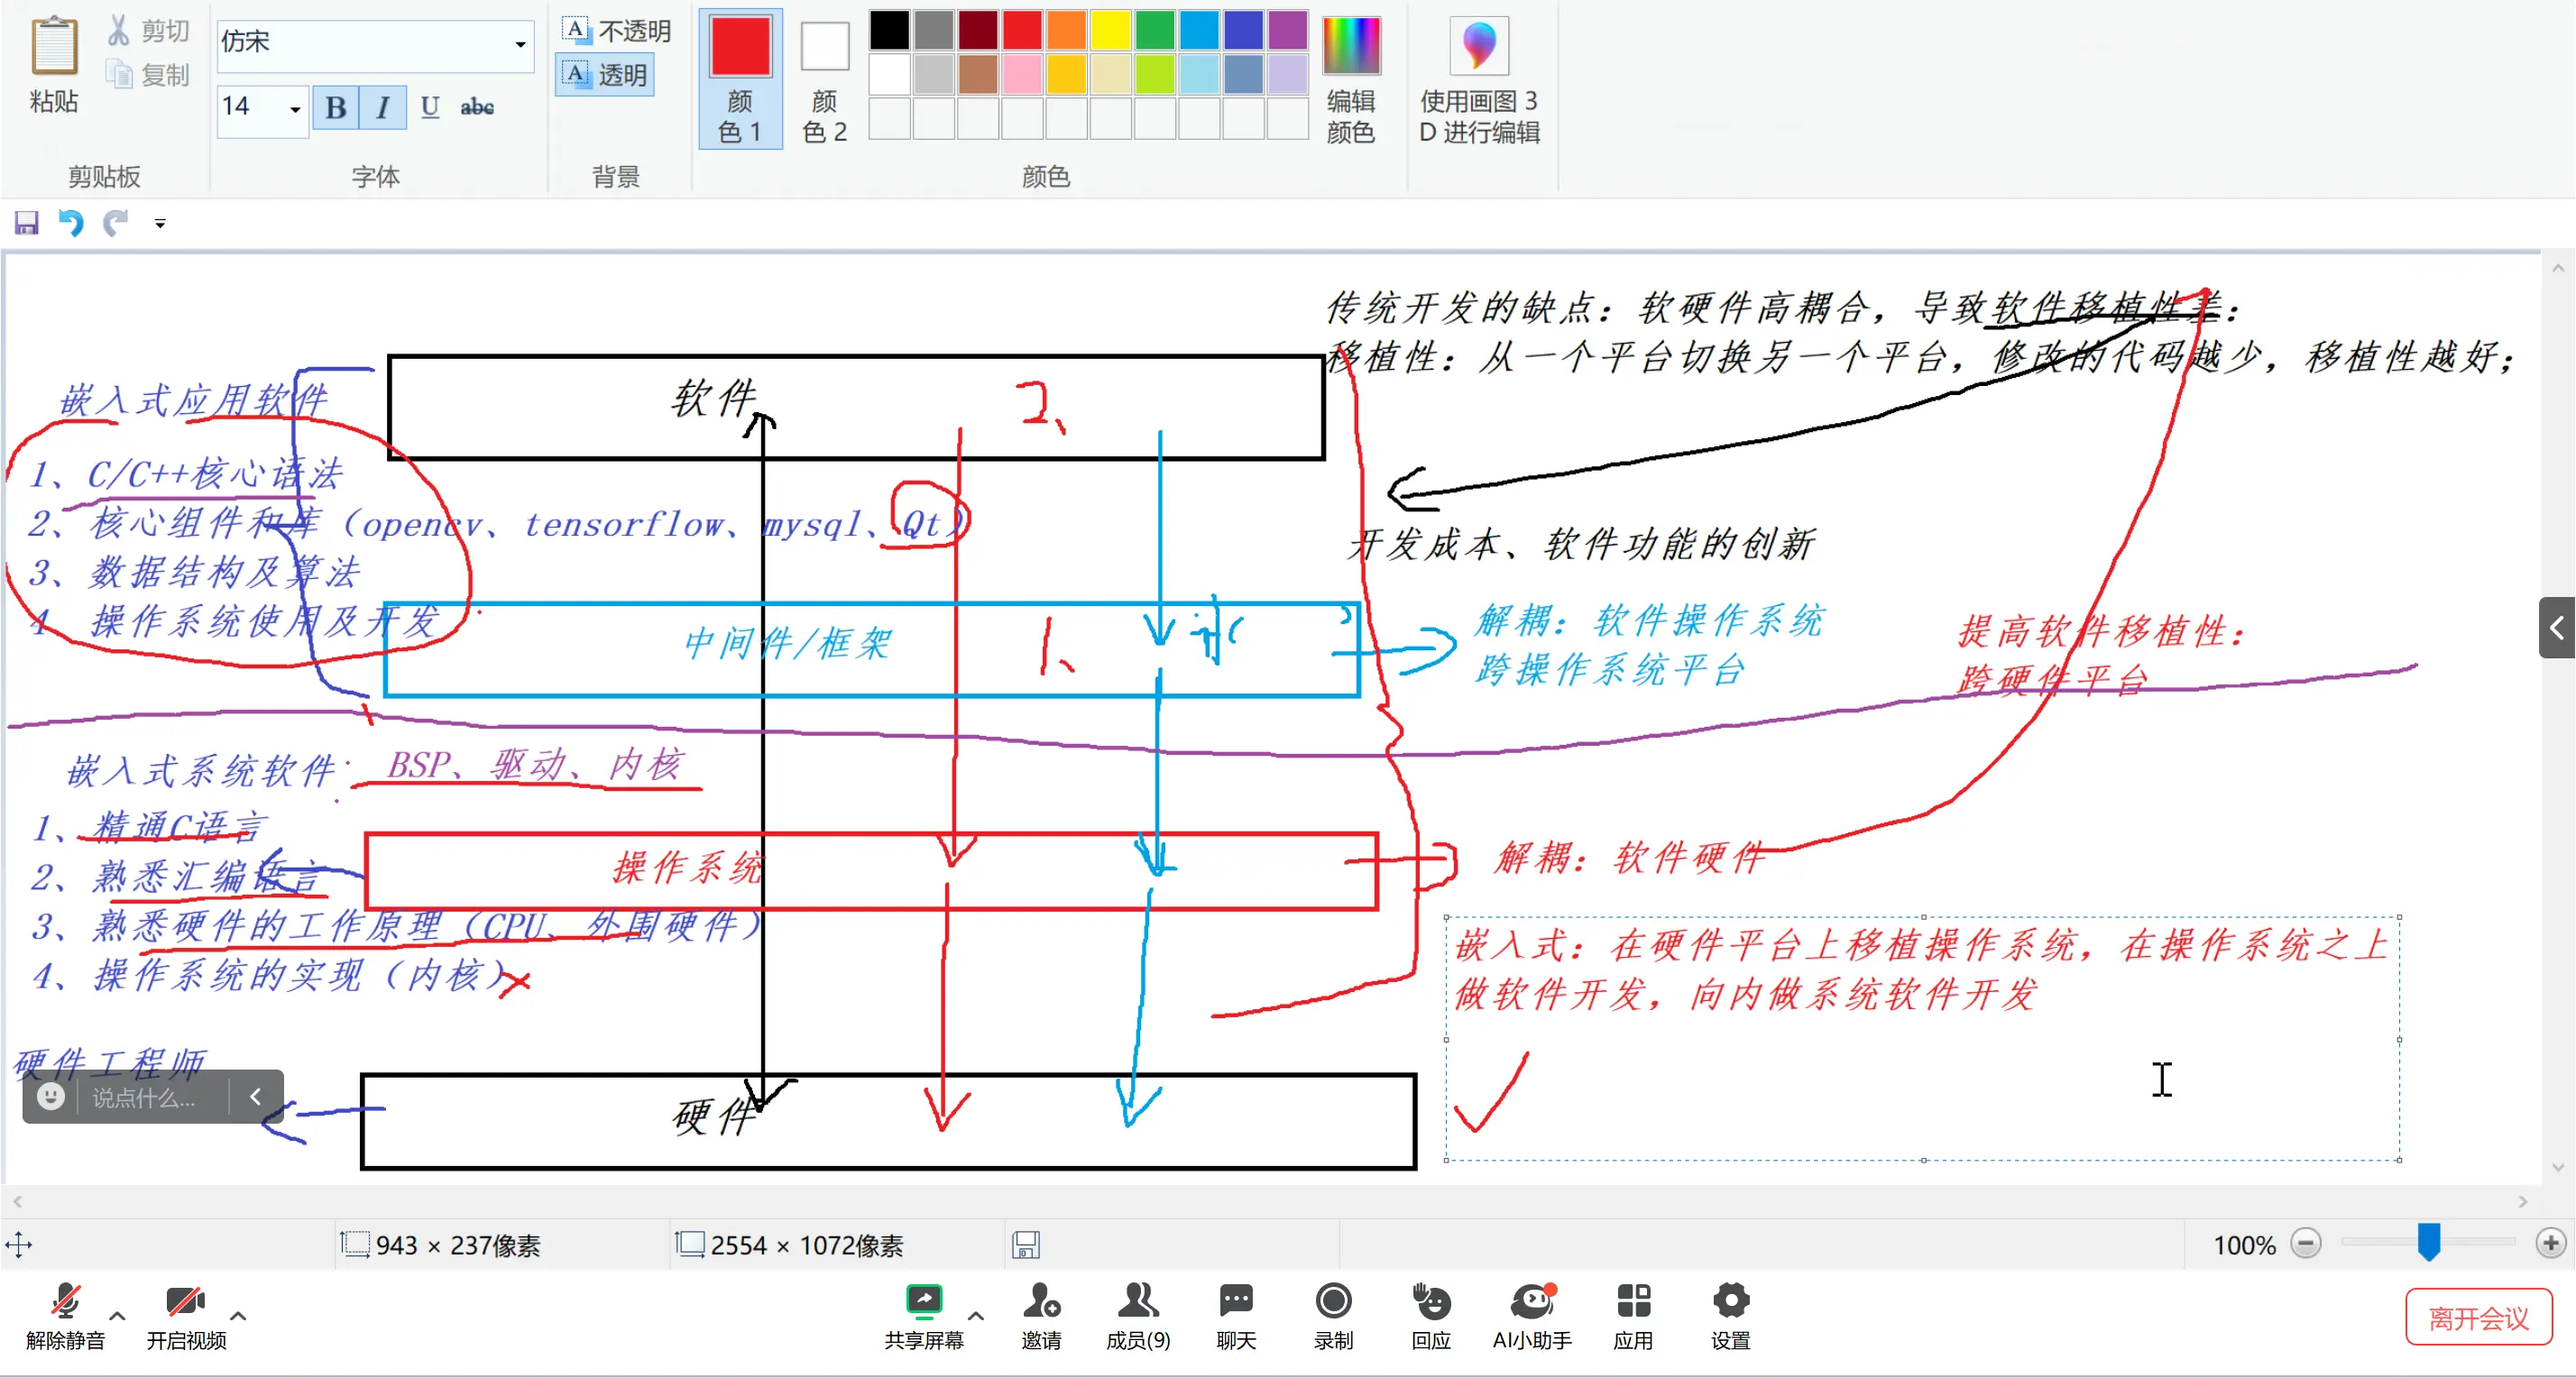 粘贴
剪切
复制
剪贴板
仿宋
14
B I U abc
字体
不透明
透明
背景
颜色 1
颜色 2
颜色
编辑颜色
使用画图 3
D 进行编辑
传统开发的缺点：软硬件高耦合，导致软件移植性差：
移植性：从一个平台切换另一个平台，修改的代码越少，移植性越好；
嵌入式应用软件
软件
2、
1、C/C++核心语法
2、核心组件和库（opencv、tensorflow、mysql、Qt）
3、数据结构及算法
4 操作系统使用及开发
开发成本、软件功能的创新
中间件/框架
1、
解耦：软件操作系统
跨操作系统平台
提高软件移植性：
跨硬件平台
嵌入式系统软件
BSP、驱动、内核
1、精通C语言
2、熟悉汇编语言
3、熟悉硬件的工作原理（CPU、外围硬件）
4、操作系统的实现（内核）
操作系统
解耦：软件硬件
嵌入式：在硬件平台上移植操作系统，在操作系统之上
做软件开发，向内做系统软件开发
硬件工程师
说点什么...
硬件
943 × 237像素
2554 × 1072像素
100%
解除静音
开启视频
共享屏幕
邀请
成员(9)
聊天
录制
回应
AI小助手
应用
设置
离开会议